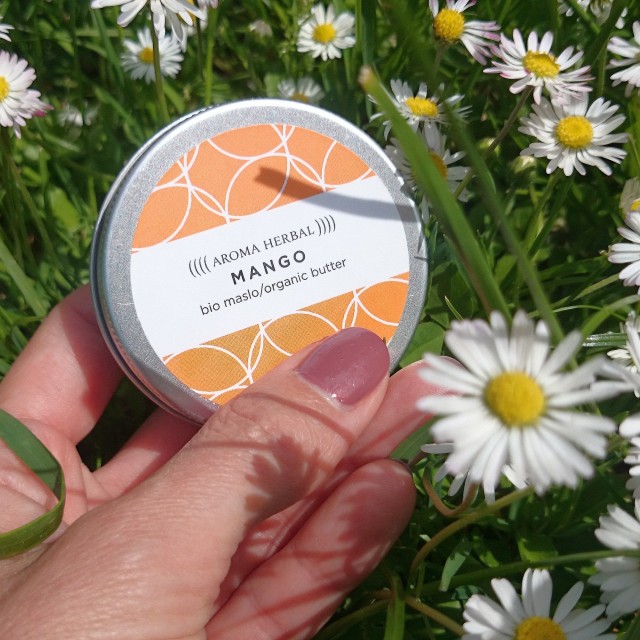 (((( AROMA HERBAL ))))
MANGO
bio maslo/organic butter